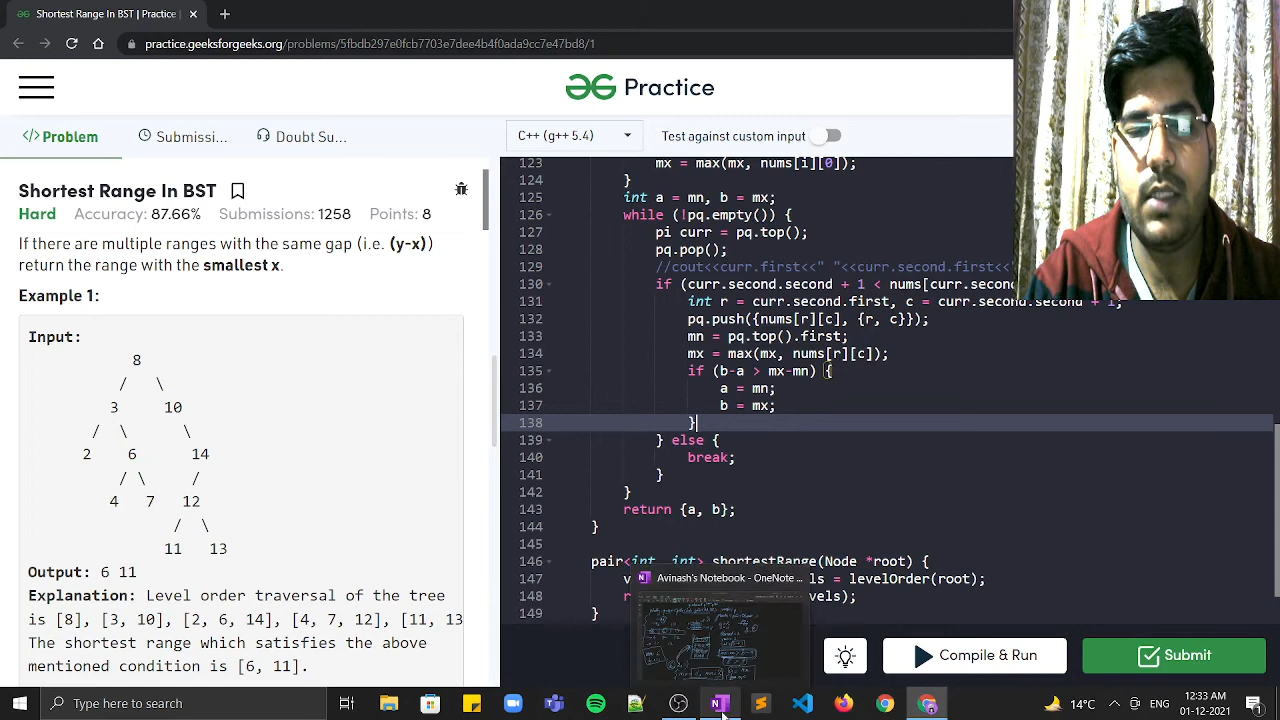 Shortest Range In BST | Practice
practice.geeksforgeeks.org/problems/5fbdb297e0fcb7703e7dee4b4f0ada9cc7e47bd8/1
Practice
</> Problem
Submissi...
Doubt Su...
C++ (g++ 5.4)
Test against custom input
Shortest Range In BST
Hard Accuracy: 87.66% Submissions: 1258 Points: 8
If there are multiple ranges with the same gap (i.e. (y-x))
return the range with the smallest x.
Example 1:
Input:
8
/ \
3 10
/ \ \
2 6 14
/ \ /
4 7 12
/ \
11 13
Output: 6 11
Explanation: Level order traversal of the tree
is [8], [3, 10], [2, 6, 14], [4, 7, 12], [11, 13
The shortest range which satisfies the above
mentioned condition is [6, 11].
123 mx = max(mx, nums[i][0]);
124 }
125 int a = mn, b = mx;
126 while (!pq.empty()) {
127 pi curr = pq.top();
128 pq.pop();
129 //cout<<curr.first<<" "<<curr.second.first<<"
130 if (curr.second.second + 1 < nums[curr.secon
131 int r = curr.second.first, c = curr.second.second + 1;
132 pq.push({nums[r][c], {r, c}});
133 mn = pq.top().first;
134 mx = max(mx, nums[r][c]);
135 if (b-a > mx-mn) {
136 a = mn;
137 b = mx;
138 }
139 } else {
140 break;
141 }
142 }
143 return {a, b};
144 }
145
146 pair<int, int> shortestRange(Node *root) {
147 v ls = levelOrder(root);
148 r vels);
149 }
Avinash's Notebook - OneNote ...
Compile & Run
Submit
Type here to search
14°C
12:33 AM
01-12-2021